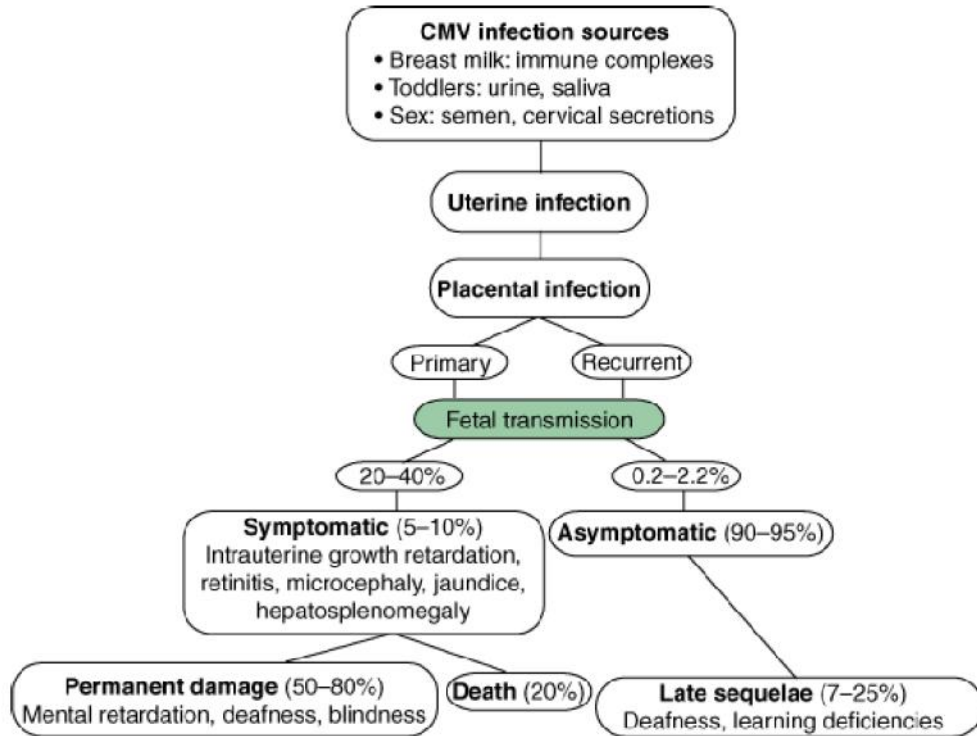 CMV infection sources
• Breast milk: immune complexes
• Toddlers: urine, saliva
• Sex: semen, cervical secretions
Uterine infection
Placental infection
Primary
Recurrent
Fetal transmission
20–40%
0.2–2.2%
Symptomatic (5–10%)
Intrauterine growth retardation,
retinitis, microcephaly, jaundice,
hepatosplenomegaly
Asymptomatic (90–95%)
Permanent damage (50–80%)
Mental retardation, deafness, blindness
Death (20%)
Late sequelae (7–25%)
Deafness, learning deficiencies